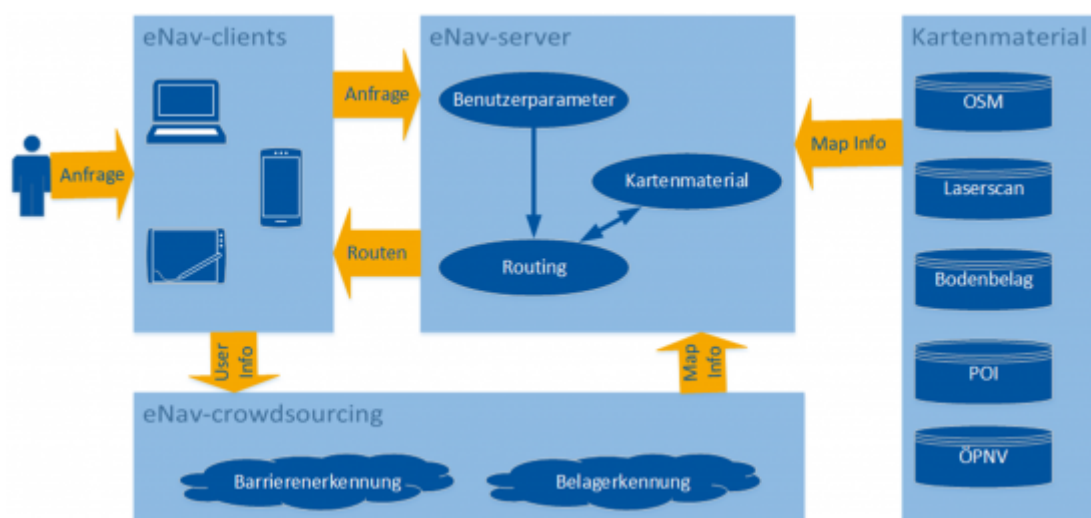 eNav-clients
eNav-server
Kartenmaterial
Anfrage
Anfrage
Routen
Benutzerparameter
Kartenmaterial
Routing
Map Info
OSM
Laserscan
Bodenbelag
POI
ÖPNV
User
Info
Map
Info
eNav-crowdsourcing
Barrierenerkennung
Belagerkennung